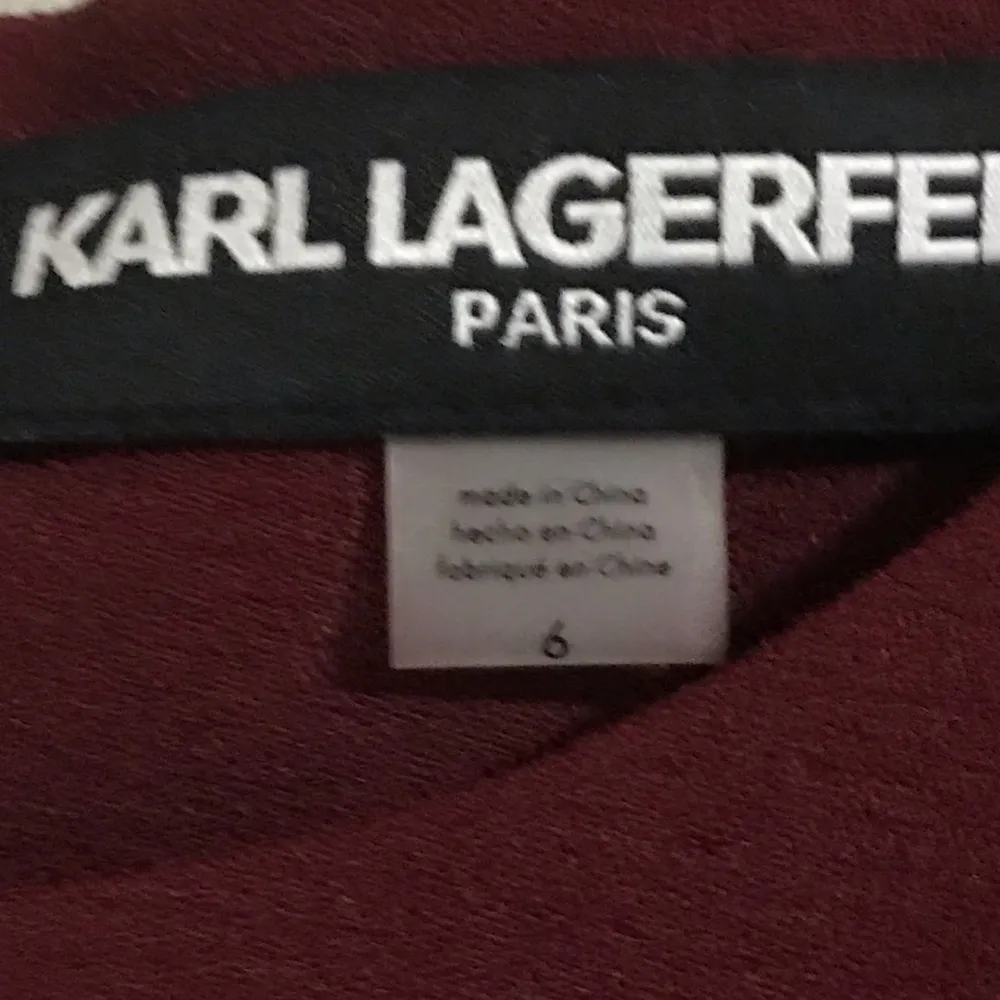 KARL LAGERFEL
PARIS
made in China
hecho en China
fabriqué en Chine
6